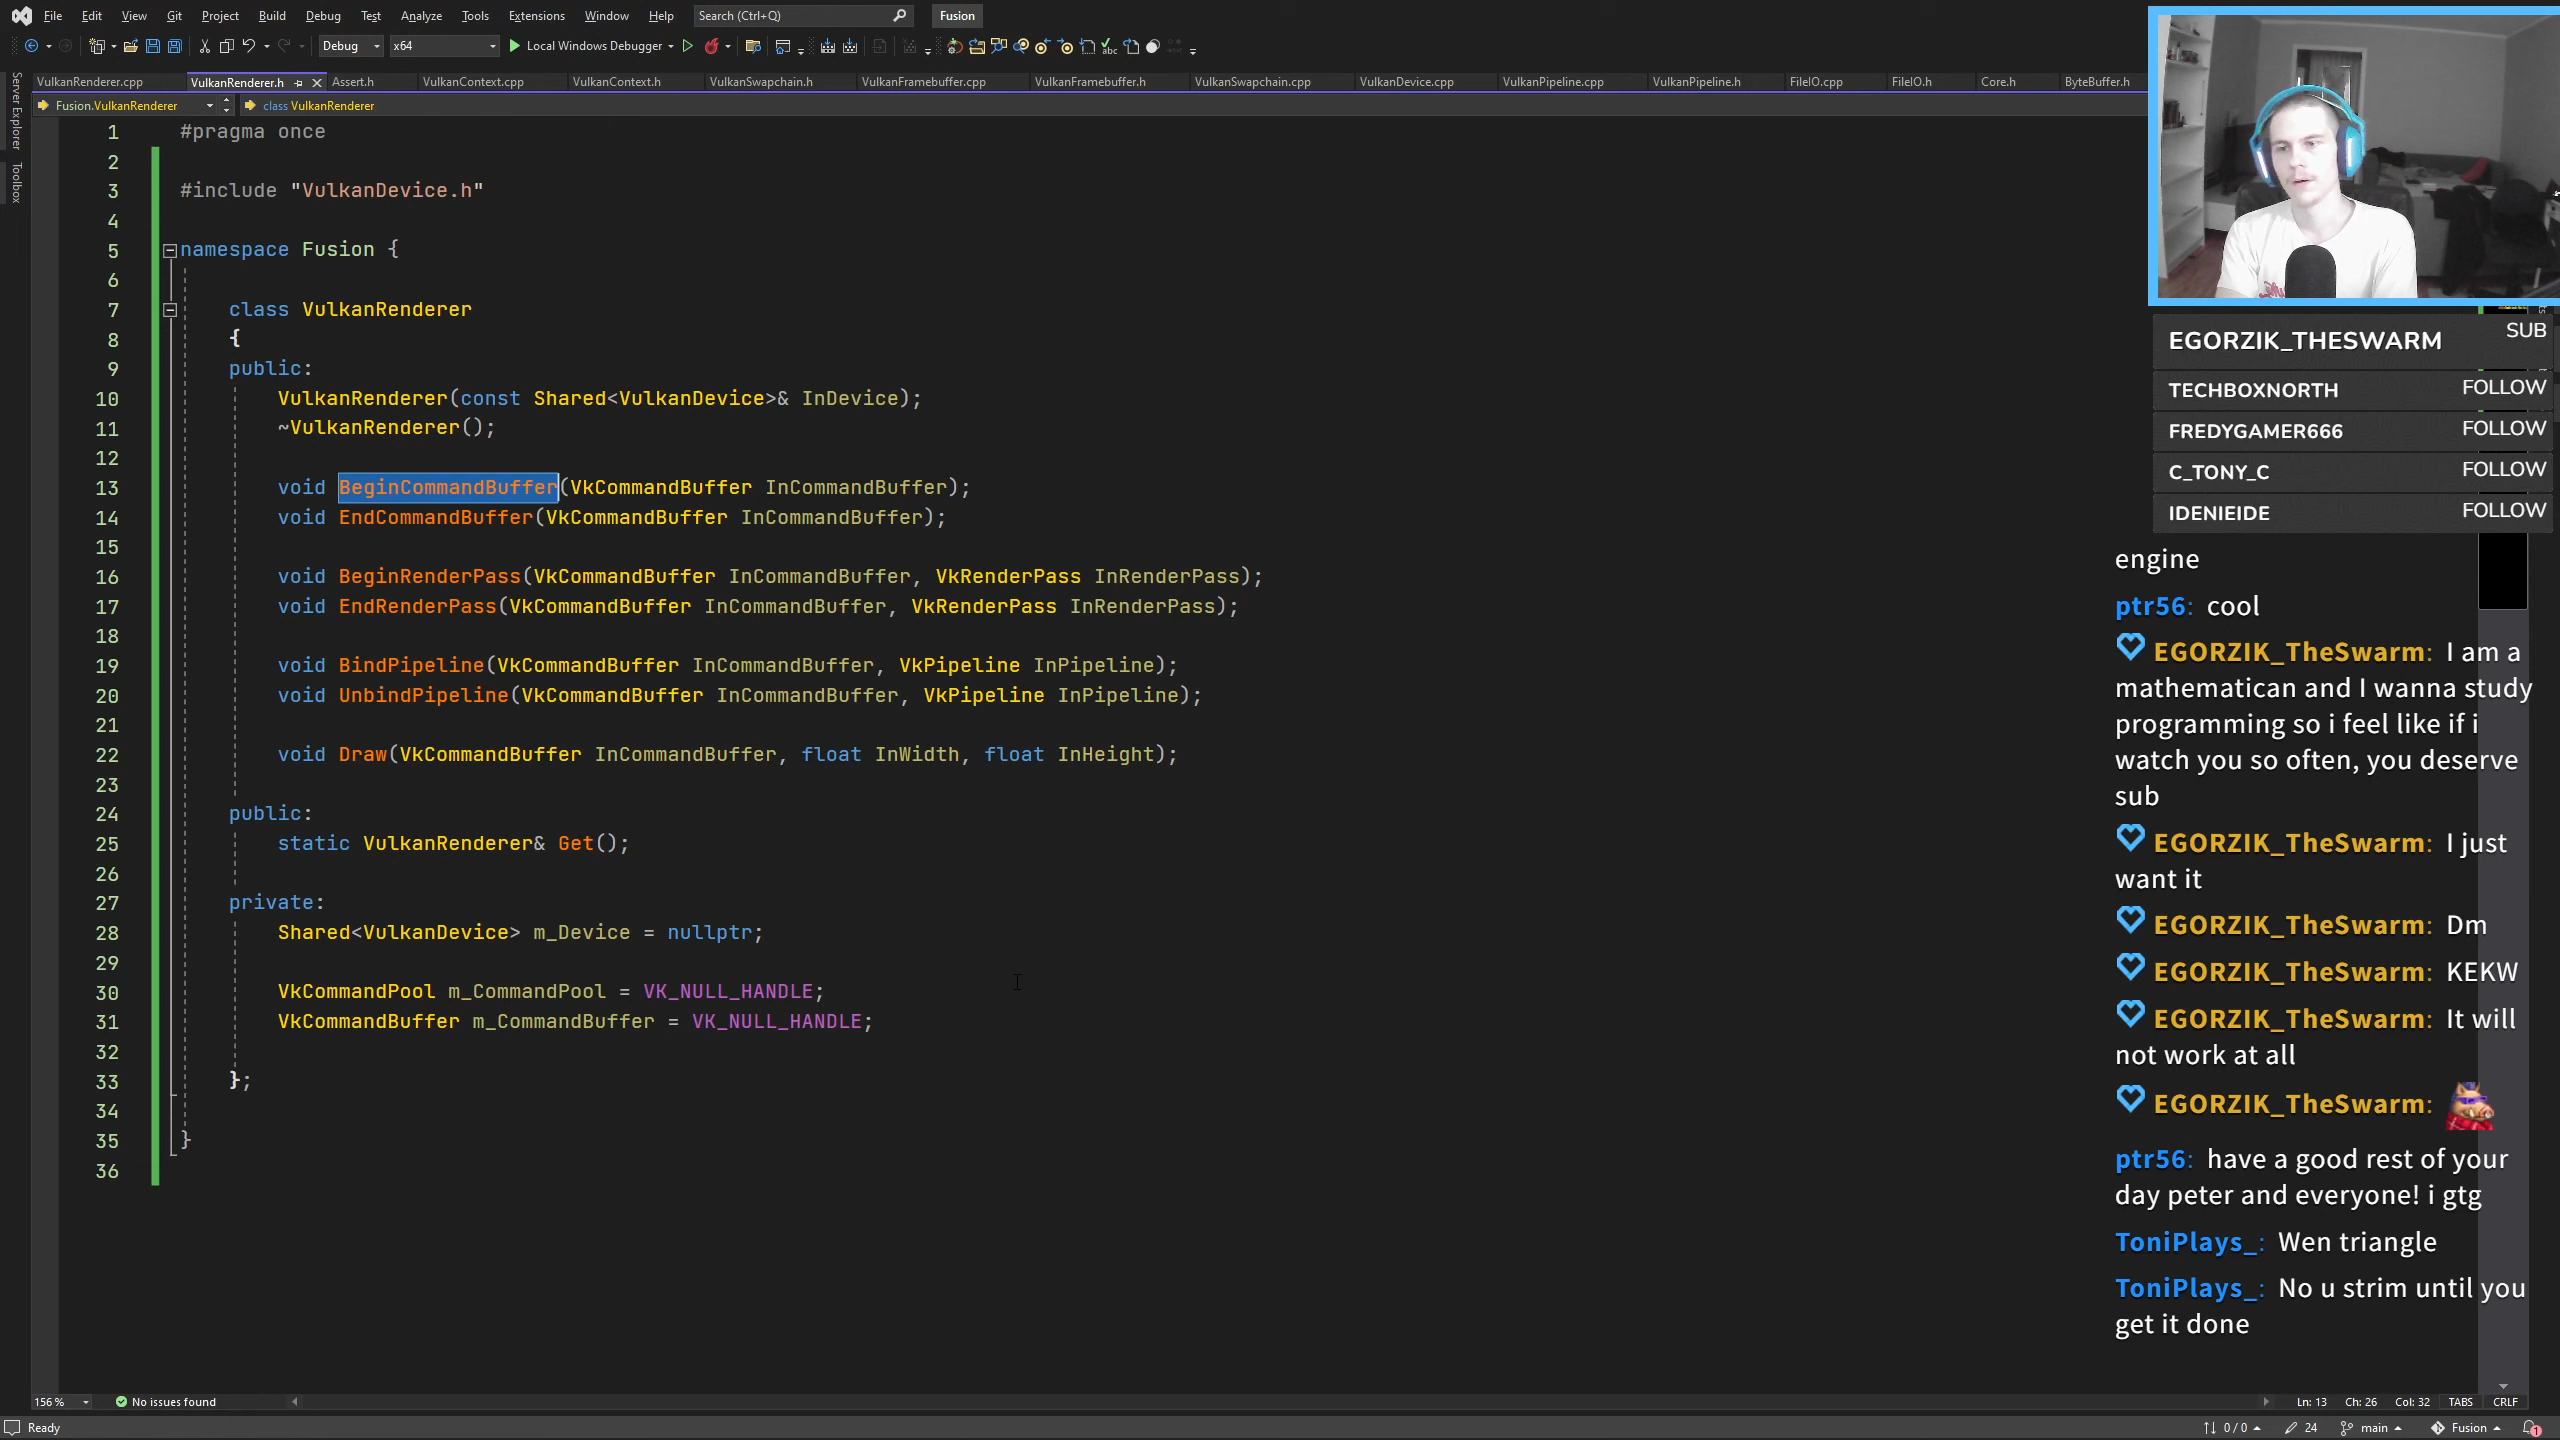 File Edit View Git Project Build Debug Test Analyze Tools Extensions Window Help Search (Ctrl+Q) Fusion
Debug x64 Local Windows Debugger
VulkanRenderer.cpp VulkanRenderer.h Assert.h VulkanContext.cpp VulkanContext.h VulkanSwapchain.h VulkanFramebuffer.cpp VulkanFramebuffer.h VulkanSwapchain.cpp VulkanDevice.cpp VulkanPipeline.cpp VulkanPipeline.h FileIO.cpp FileIO.h Core.h ByteBuffer.h
Fusion.VulkanRenderer class VulkanRenderer
Server Explorer
Toolbox
1 #pragma once
2
3 #include "VulkanDevice.h"
4
5 namespace Fusion {
6
7 class VulkanRenderer
8 {
9 public:
10 VulkanRenderer(const Shared<VulkanDevice>& InDevice);
11 ~VulkanRenderer();
12
13 void BeginCommandBuffer(VkCommandBuffer InCommandBuffer);
14 void EndCommandBuffer(VkCommandBuffer InCommandBuffer);
15
16 void BeginRenderPass(VkCommandBuffer InCommandBuffer, VkRenderPass InRenderPass);
17 void EndRenderPass(VkCommandBuffer InCommandBuffer, VkRenderPass InRenderPass);
18
19 void BindPipeline(VkCommandBuffer InCommandBuffer, VkPipeline InPipeline);
20 void UnbindPipeline(VkCommandBuffer InCommandBuffer, VkPipeline InPipeline);
21
22 void Draw(VkCommandBuffer InCommandBuffer, float InWidth, float InHeight);
23
24 public:
25 static VulkanRenderer& Get();
26
27 private:
28 Shared<VulkanDevice> m_Device = nullptr;
29
30 VkCommandPool m_CommandPool = VK_NULL_HANDLE;
31 VkCommandBuffer m_CommandBuffer = VK_NULL_HANDLE;
32
33 };
34
35 }
36
EGORZIK_THESWARM SUB
TECHBOXNORTH FOLLOW
FREDYGAMER666 FOLLOW
C_TONY_C FOLLOW
IDENIEIDE FOLLOW
engine
ptr56: cool
EGORZIK_TheSwarm: I am a
mathematican and I wanna study
programming so i feel like if i
watch you so often, you deserve
sub
EGORZIK_TheSwarm: I just
want it
EGORZIK_TheSwarm: Dm
EGORZIK_TheSwarm: KEKW
EGORZIK_TheSwarm: It will
not work at all
EGORZIK_TheSwarm:
ptr56: have a good rest of your
day peter and everyone! i gtg
ToniPlays_: Wen triangle
ToniPlays_: No u strim until you
get it done
156 % No issues found Ln: 13 Ch: 26 Col: 32 TABS CRLF
Ready 0 / 0 24 main Fusion 1